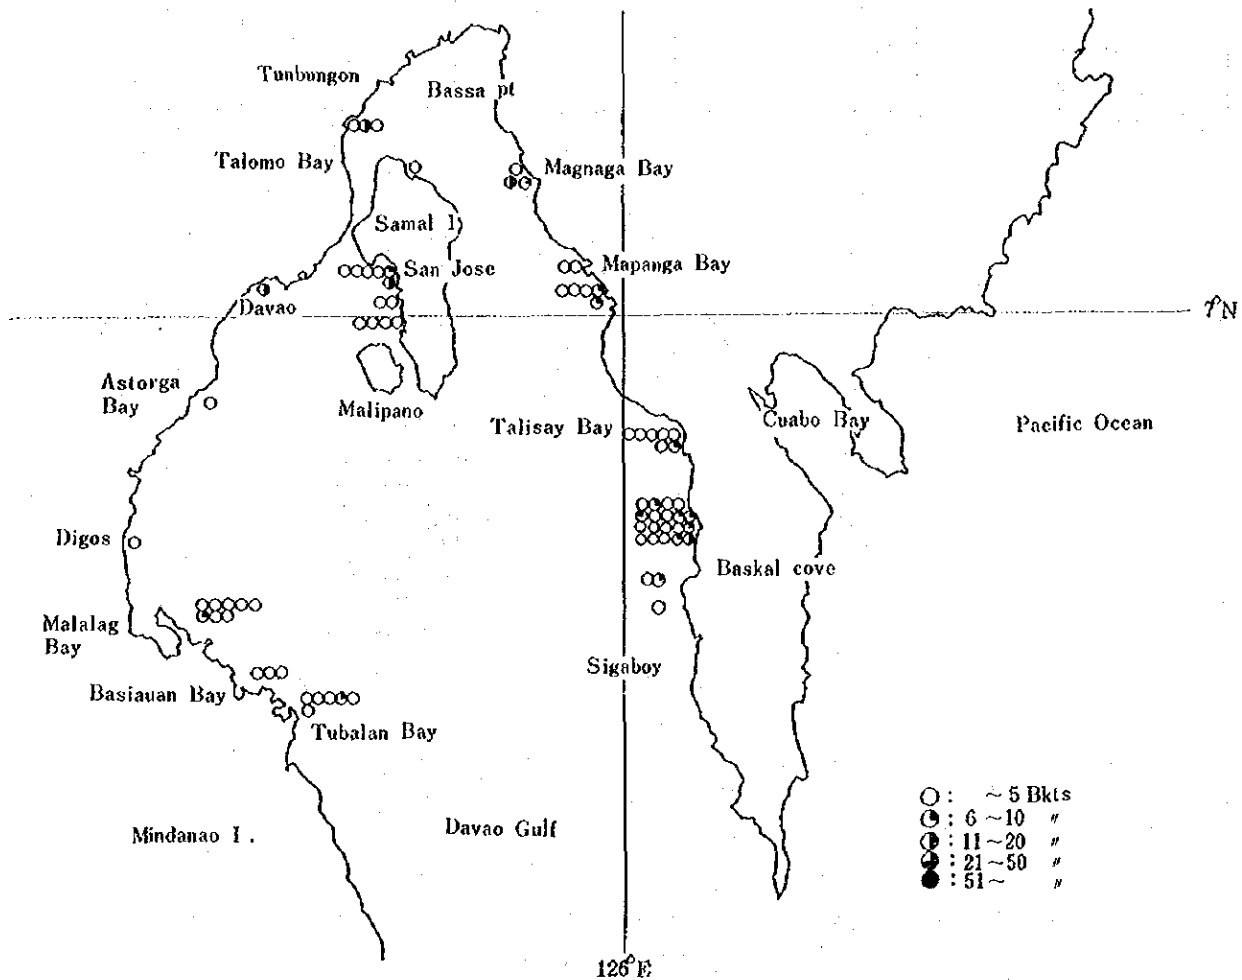 Tunbungon
Bassa pt
Talomo Bay
Magnaga Bay
Samal I
San Jose
Mapanga Bay
Davao
7°N
Astorga
Bay
Malipano
Talisay Bay
Cuabo Bay
Pacific Ocean
Digos
Baskal cove
Malalag
Bay
Sigaboy
Basiauan Bay
Tubalan Bay
Mindanao I.
Davao Gulf
: ~5 Bkts
: 6~10 〃
: 11~20 〃
: 21~50 〃
: 51~ 〃
126°E